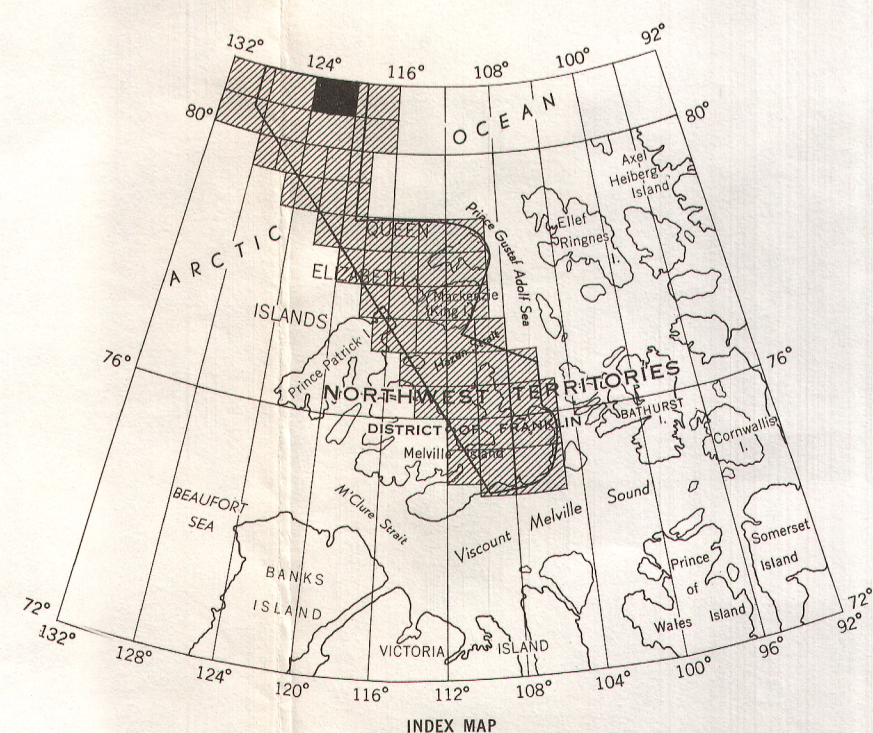 132°
124°
116°
108°
100°
92°
80°
80°
OCEAN
Axel
Heiberg
Island
ARCTIC
QUEEN
ELIZABETH
ISLANDS
Prince Gustaf Adolf Sea
Ellef
Ringnes
I.
Mackenzie
King I.
Hazen Strait
Prince Patrick I.
76°
76°
NORTHWEST TERRITORIES
DISTRICT OF FRANKLIN
BATHURST
I.
Cornwallis
I.
Melville Island
M'Clure Strait
BEAUFORT
SEA
Viscount Melville Sound
BANKS
ISLAND
VICTORIA ISLAND
Prince
of
Wales Island
Somerset
Island
72°
132°
128°
124°
120°
116°
112°
108°
104°
100°
96°
92°
72°
INDEX MAP